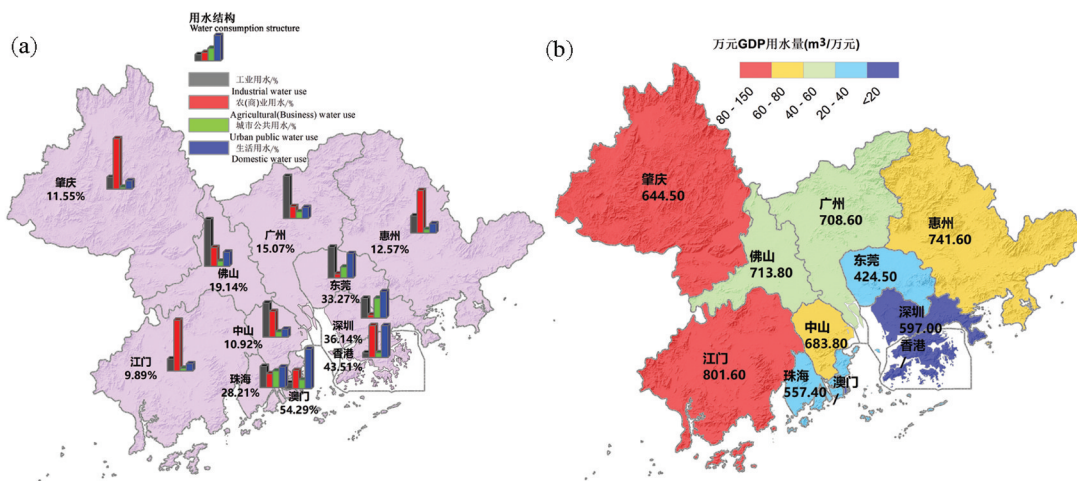 (a)
用水结构
Water consumption structure
工业用水/%
Industrial water use
农(商)业用水/%
Agricultural(Business) water use
城市公共用水/%
Urban public water use
生活用水/%
Domestic water use
肇庆
11.55%
广州
15.07%
惠州
12.57%
佛山
19.14%
东莞
33.27%
深圳
36.14%
香港
43.51%
中山
10.92%
江门
9.89%
珠海
28.21%
澳门
54.29%
(b)
万元GDP用水量(m³/万元)
80 - 150
60 - 80
40 - 60
20 - 40
<20
肇庆
644.50
广州
708.60
惠州
741.60
佛山
713.80
东莞
424.50
深圳
597.00
香港
中山
683.80
江门
801.60
珠海
557.40
澳门